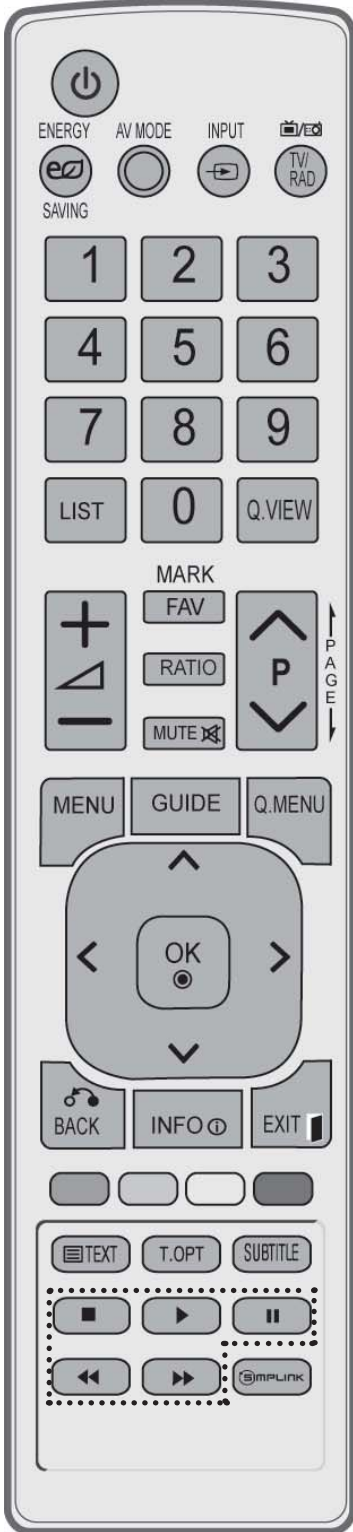 ENERGY AV MODE INPUT
eco TV/
RAD
SAVING
1 2 3
4 5 6
7 8 9
LIST 0 Q.VIEW
MARK
FAV
RATIO
P
PAGE
MUTE
MENU GUIDE Q.MENU
OK
BACK INFO i EXIT
TEXT T.OPT SUBTITLE
SIMPLINK